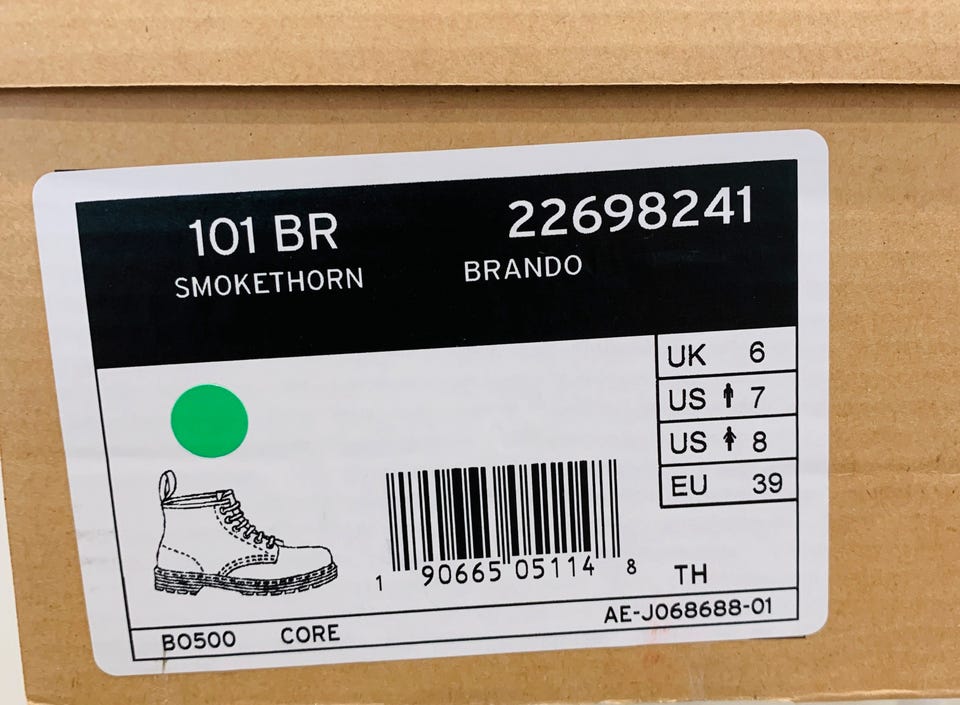 101 BR 22698241
SMOKETHORN BRANDO
UK 6
US 7
US 8
EU 39
1 90665 05114 8
TH
AE-J068688-01
BO500 CORE